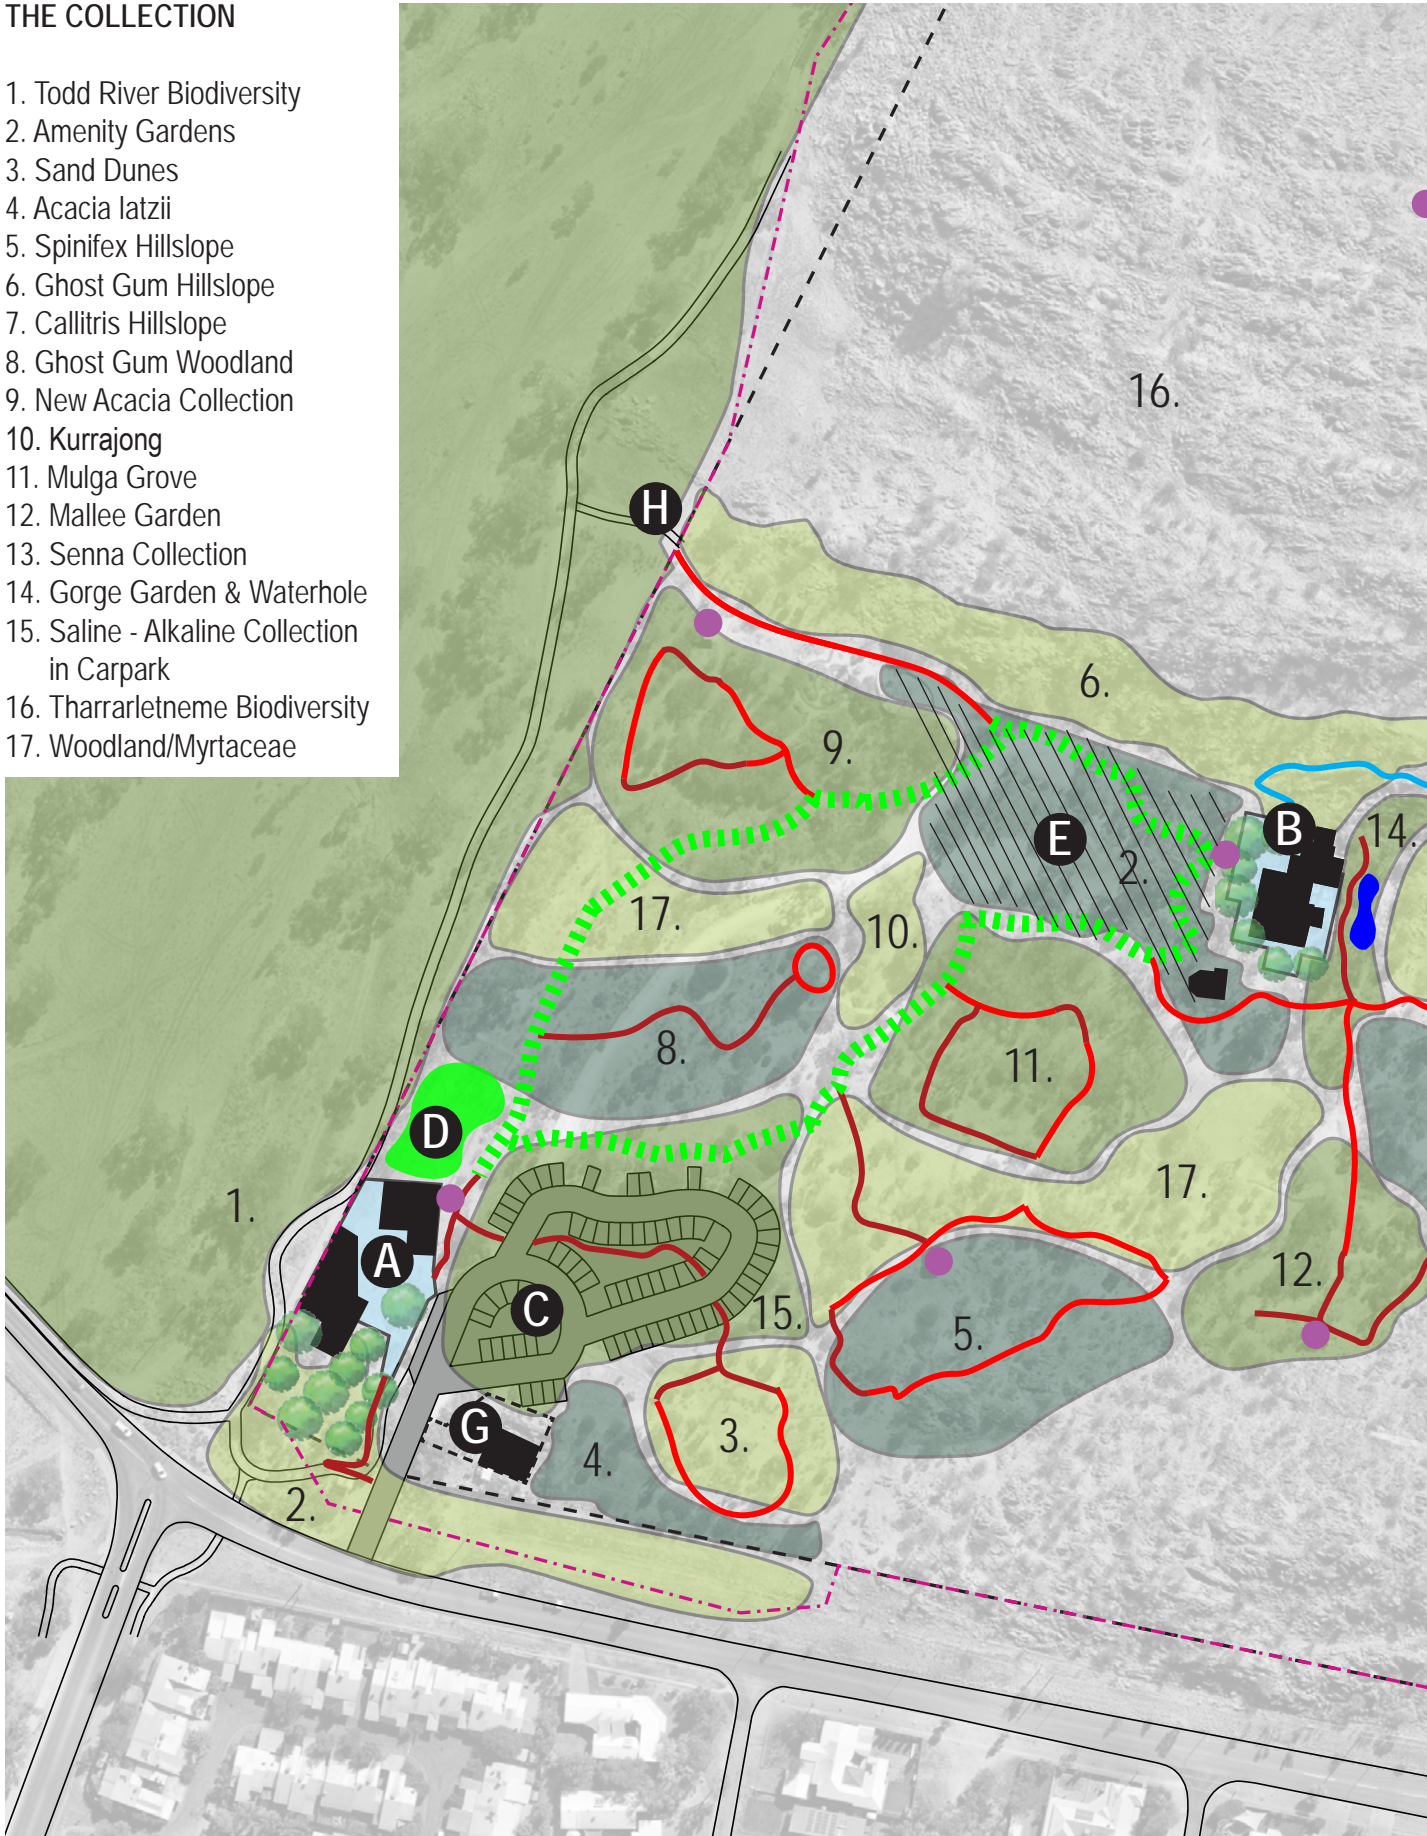 THE COLLECTION
1. Todd River Biodiversity
2. Amenity Gardens
3. Sand Dunes
4. Acacia latzii
5. Spinifex Hillslope
6. Ghost Gum Hillslope
7. Callitris Hillslope
8. Ghost Gum Woodland
9. New Acacia Collection
10. Kurrajong
11. Mulga Grove
12. Mallee Garden
13. Senna Collection
14. Gorge Garden & Waterhole
15. Saline - Alkaline Collection
in Carpark
16. Tharrarletneme Biodiversity
17. Woodland/Myrtaceae
16.
H
6.
9.
B
14.
E
2.
17.
10.
8.
11.
D
1.
17.
A
12.
C
15.
5.
G
3.
4.
2.